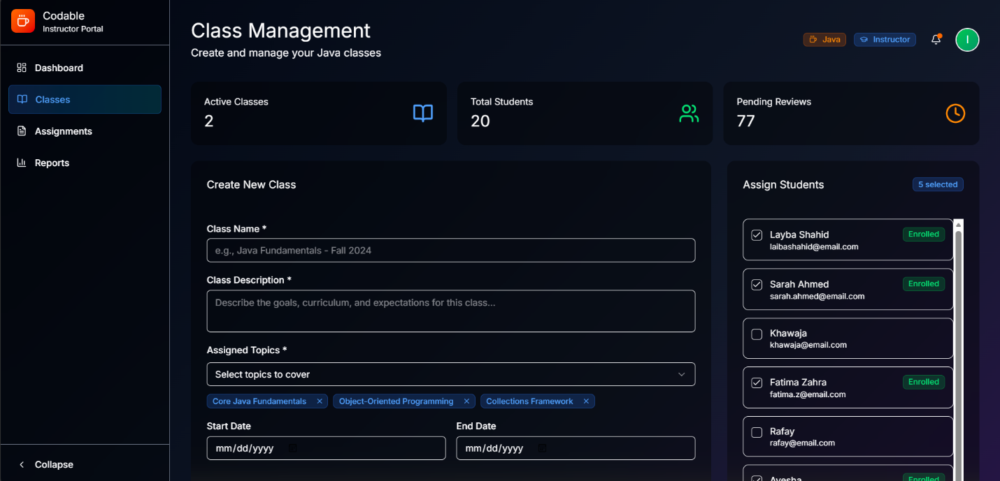 Codable
Instructor Portal
Dashboard
Classes
Assignments
Reports
Collapse
Class Management
Create and manage your Java classes
Java
Instructor
I
Active Classes
2
Total Students
20
Pending Reviews
77
Create New Class
Class Name *
e.g., Java Fundamentals - Fall 2024
Class Description *
Describe the goals, curriculum, and expectations for this class...
Assigned Topics *
Select topics to cover
Core Java Fundamentals × Object-Oriented Programming × Collections Framework ×
Start Date End Date
mm/dd/yyyy mm/dd/yyyy
Assign Students 5 selected
Layba Shahid Enrolled
laibashahid@email.com
Sarah Ahmed Enrolled
sarah.ahmed@email.com
Khawaja
khawaja@email.com
Fatima Zahra Enrolled
fatima.z@email.com
Rafay
rafay@email.com
Ayesha Enrolled